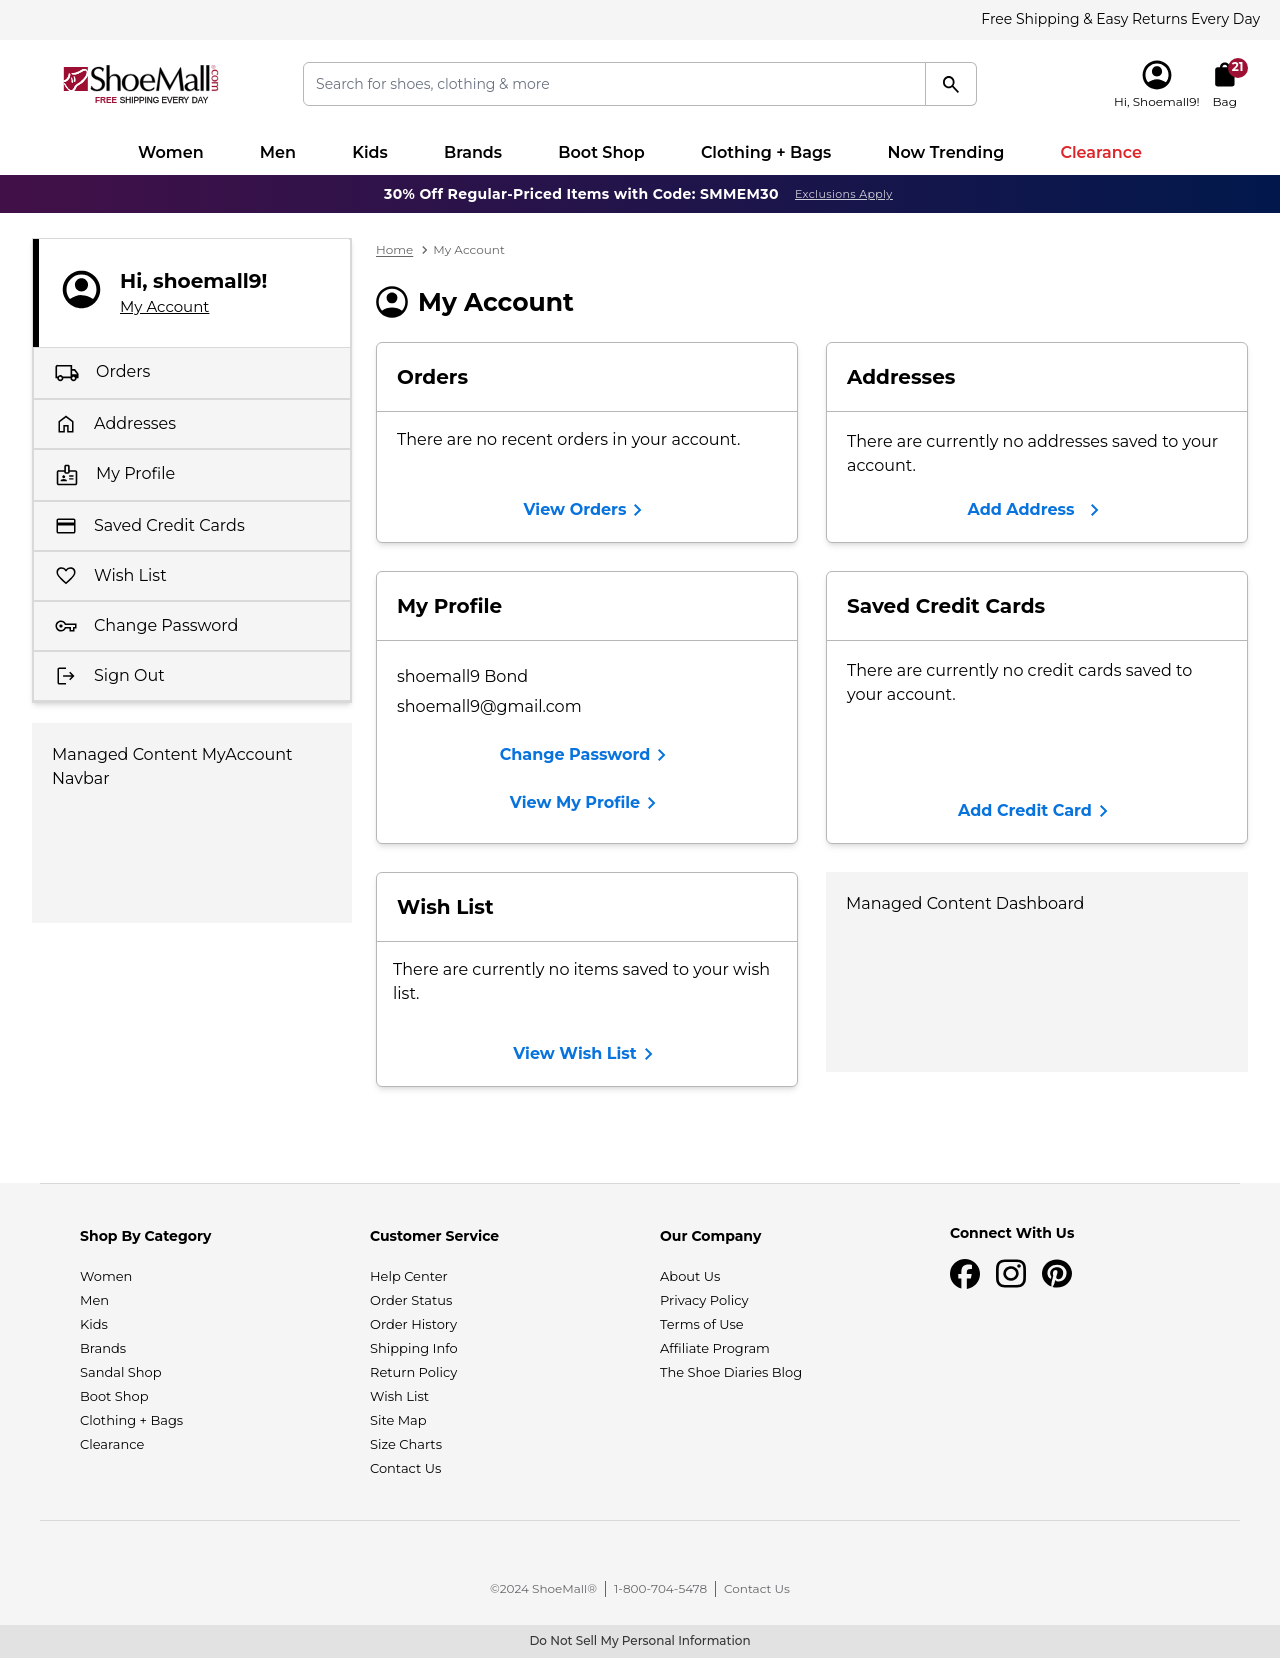 Free Shipping & Easy Returns Every Day
ShoeMall.com
FREE SHIPPING EVERY DAY
Search for shoes, clothing & more
21
Hi, Shoemall9!
Bag
Women
Men
Kids
Brands
Boot Shop
Clothing + Bags
Now Trending
Clearance
30% Off Regular-Priced Items with Code: SMMEM30
Exclusions Apply
Hi, shoemall9!
My Account
Orders
Addresses
My Profile
Saved Credit Cards
Wish List
Change Password
Sign Out
Managed Content MyAccount
Navbar
Home
My Account
My Account
Orders
There are no recent orders in your account.
View Orders
Addresses
There are currently no addresses saved to your
account.
Add Address
My Profile
shoemall9 Bond
shoemall9@gmail.com
Change Password
View My Profile
Saved Credit Cards
There are currently no credit cards saved to
your account.
Add Credit Card
Wish List
There are currently no items saved to your wish
list.
View Wish List
Managed Content Dashboard
Shop By Category
Women
Men
Kids
Brands
Sandal Shop
Boot Shop
Clothing + Bags
Clearance
Customer Service
Help Center
Order Status
Order History
Shipping Info
Return Policy
Wish List
Site Map
Size Charts
Contact Us
Our Company
About Us
Privacy Policy
Terms of Use
Affiliate Program
The Shoe Diaries Blog
Connect With Us
©2024 ShoeMall®
1-800-704-5478
Contact Us
Do Not Sell My Personal Information